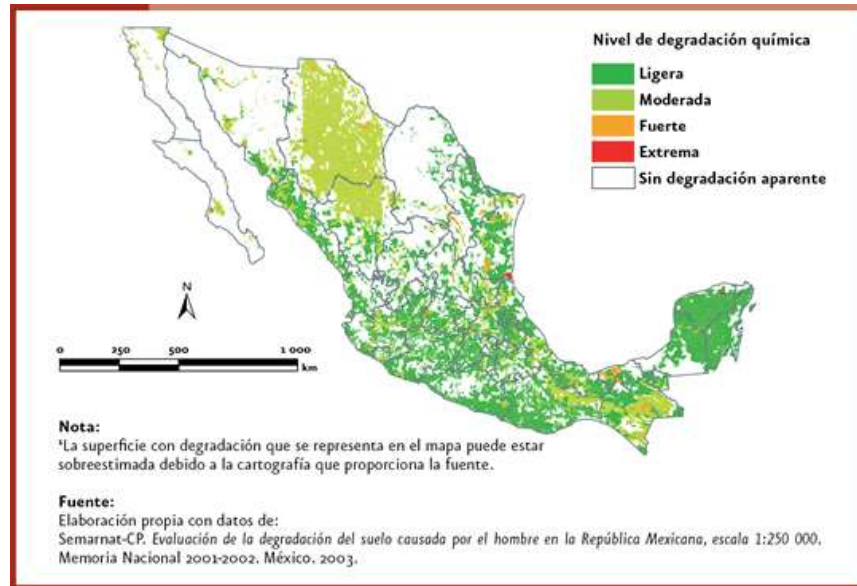 Nivel de degradación química
Ligera
Moderada
Fuerte
Extrema
Sin degradación aparente
N
0 250 500 1 000
km
Nota:
¹La superficie con degradación que se representa en el mapa puede estar
sobreestimada debido a la cartografía que proporciona la fuente.
Fuente:
Elaboración propia con datos de:
Semarnat-CP. Evaluación de la degradación del suelo causada por el hombre en la República Mexicana, escala 1:250 000.
Memoria Nacional 2001-2002. México. 2003.